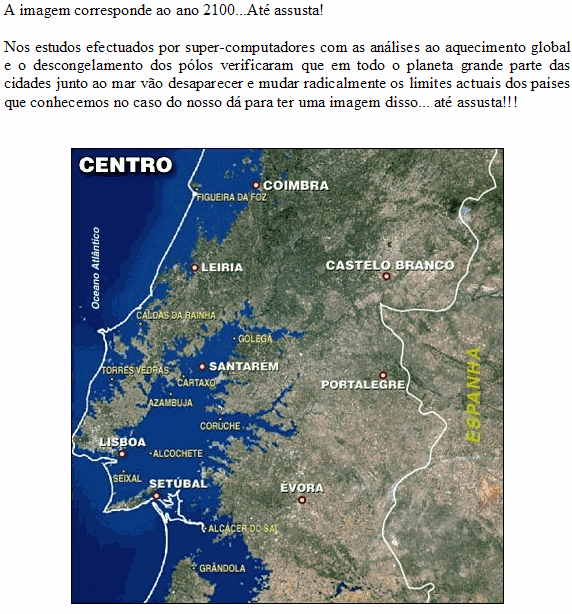 A imagem corresponde ao ano 2100...Até assusta!
Nos estudos efectuados por super-computadores com as análises ao aquecimento global
e o descongelamento dos pólos verificaram que em todo o planeta grande parte das
cidades junto ao mar vão desaparecer e mudar radicalmente os limites actuais dos países
que conhecemos no caso do nosso dá para ter uma imagem disso... até assusta!!!
CENTRO
COIMBRA
FIGUEIRA DA FOZ
Oceano Atlântico
LEIRIA
CASTELO BRANCO
CALDAS DA RAINHA
GOLEGÃ
SANTARÉM
TORRES VEDRAS
CARTAXO
PORTALEGRE
ESPANHA
AZAMBUJA
CORUCHE
LISBOA
ALCOCHETE
SEIXAL
SETÚBAL
ÉVORA
ALCÁCER DO SAL
GRÂNDOLA